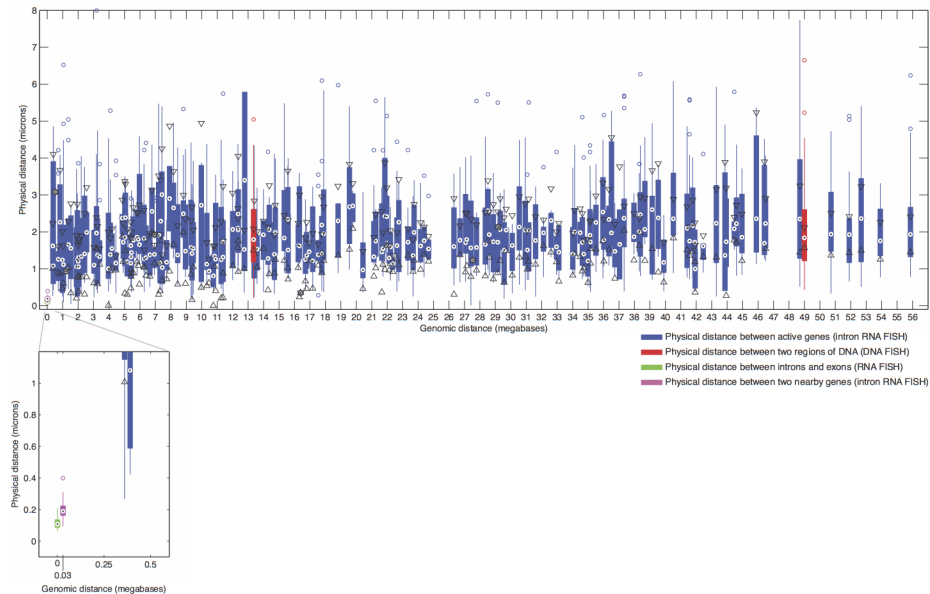 8
7
6
5
4
3
2
1
0
Physical distance (microns)
0 1 2 3 4 5 6 7 8 9 10 11 12 13 14 15 16 17 18 19 20 21 22 23 24 25 26 27 28 29 30 31 32 33 34 35 36 37 38 39 40 41 42 43 44 45 46 47 48 49 50 51 52 53 54 55 56
Genomic distance (megabases)
Physical distance between active genes (intron RNA FISH)
Physical distance between two regions of DNA (DNA FISH)
Physical distance between introns and exons (RNA FISH)
Physical distance between two nearby genes (intron RNA FISH)
1
0.8
0.6
0.4
0.2
0
Physical distance (microns)
0 0.25 0.5
0.03
Genomic distance (megabases)